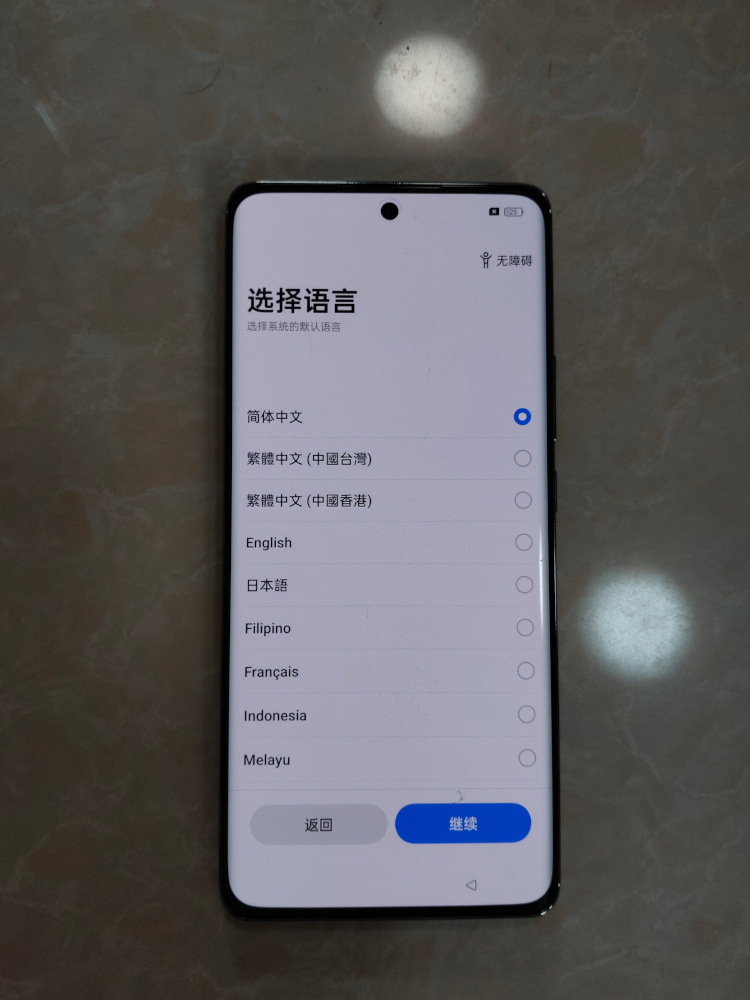 无障碍
选择语言
选择系统的默认语言
简体中文
繁體中文 (中國台灣)
繁體中文 (中國香港)
English
日本語
Filipino
Français
Indonesia
Melayu
返回
继续